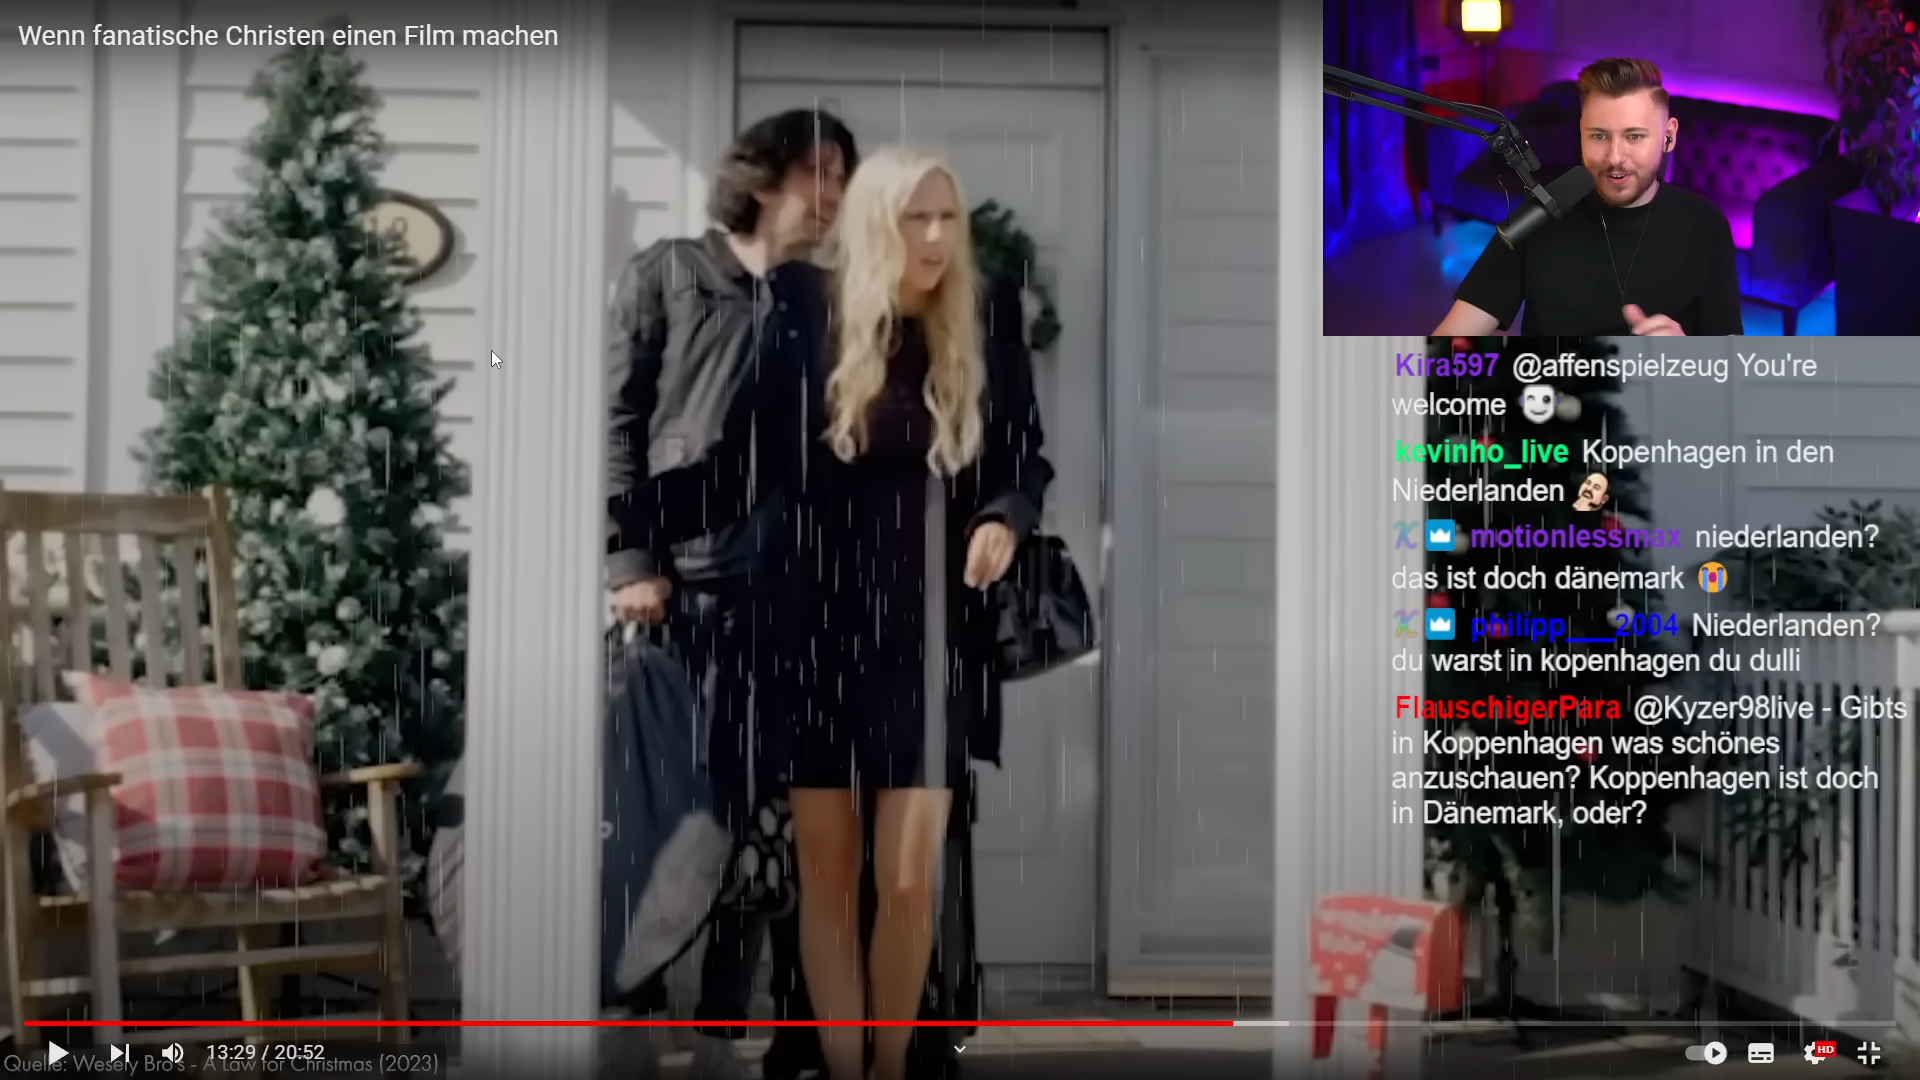 Wenn fanatische Christen einen Film machen
Kira597 @affenspielzeug You're
welcome
kevinho_live Kopenhagen in den
Niederlanden
motionlessmax niederlanden?
das ist doch dänemark
philipp___2004 Niederlanden?
du warst in kopenhagen du dulli
FlauschigerPara @Kyzer98live - Gibts
in Koppenhagen was schönes
anzuschauen? Koppenhagen ist doch
in Dänemark, oder?
13:29 / 20:52
HD
Quelle: Wesely Bro's - A Law for Christmas (2023)